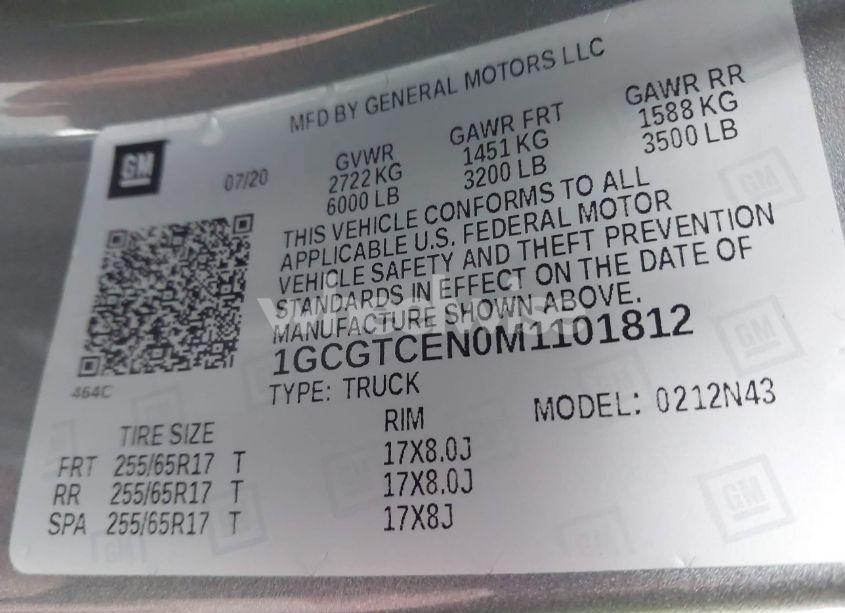 MFD BY GENERAL MOTORS LLC
GM
07/20
GVWR GAWR FRT GAWR RR
2722 KG 1451 KG 1588 KG
6000 LB 3200 LB 3500 LB
THIS VEHICLE CONFORMS TO ALL
APPLICABLE U.S. FEDERAL MOTOR
VEHICLE SAFETY AND THEFT PREVENTION
STANDARDS IN EFFECT ON THE DATE OF
MANUFACTURE SHOWN ABOVE.
1GCGTCEN0M1101812
464C
TYPE: TRUCK
MODEL: 0212N43
TIRE SIZE RIM
FRT 255/65R17 T 17X8.0J
RR 255/65R17 T 17X8.0J
SPA 255/65R17 T 17X8J